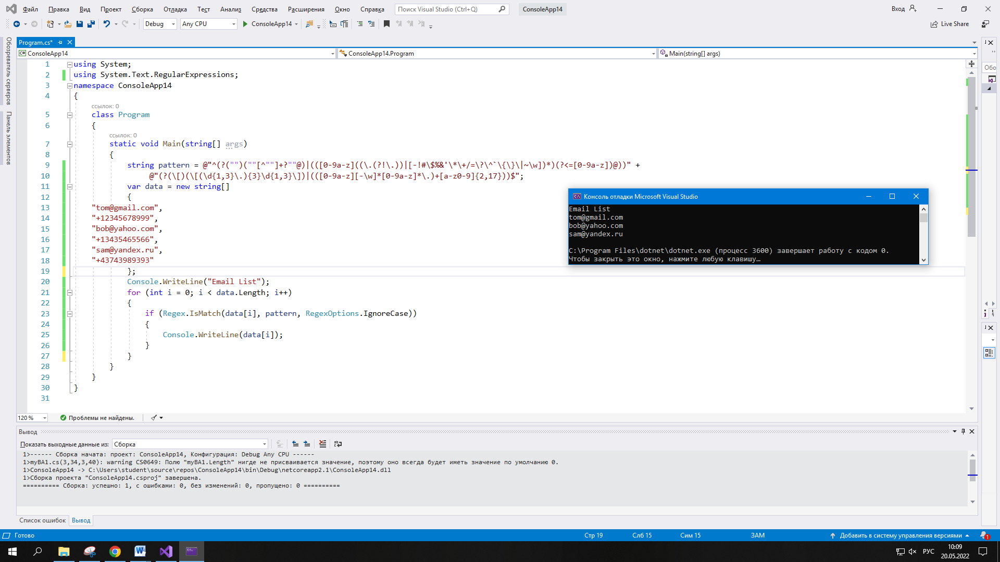 Файл Правка Вид Проект Сборка Отладка Тест Анализ Средства Расширения Окно Справка Поиск Visual Studio (Ctrl+Q) ConsoleApp14 Вход
Debug Any CPU ConsoleApp14 Live Share
Обозреватель серверов
Панель элементов
Program.cs*
ConsoleApp14 ConsoleApp14.Program Main(string[] args)
Обо
1 using System;
2 using System.Text.RegularExpressions;
3 namespace ConsoleApp14
4 {
ссылок: 0
5 class Program
6 {
ссылок: 0
7 static void Main(string[] args)
8 {
9 string pattern = @"^(?("")(""[^""]+?""@)|(([0-9a-z]((\.(?!\.))|[-!#\$%&'\*\+/=\?\^`\{\}\|~\w])*)(?<=[0-9a-z])@))" +
10 @"(?(\[)(\[(\d{1,3}\.){3}\d{1,3}\])|(([0-9a-z][-\w]*[0-9a-z]*\.)+[a-z0-9]{2,17}))$";
11 var data = new string[]
12 {
13 "tom@gmail.com",
14 "+12345678999",
15 "bob@yahoo.com",
16 "+13435465566",
17 "sam@yandex.ru",
18 "+43743989393"
19 };
20 Console.WriteLine("Email List");
21 for (int i = 0; i < data.Length; i++)
22 {
23 if (Regex.IsMatch(data[i], pattern, RegexOptions.IgnoreCase))
24 {
25 Console.WriteLine(data[i]);
26 }
27 }
28 }
29 }
30 }
31
Консоль отладки Microsoft Visual Studio
Email List
tom@gmail.com
bob@yahoo.com
sam@yandex.ru
C:\Program Files\dotnet\dotnet.exe (процесс 3600) завершает работу с кодом 0.
Чтобы закрыть это окно, нажмите любую клавишу…
120 % Проблемы не найдены.
Вывод
Показать выходные данные из: Сборка
1>------ Сборка начата: проект: ConsoleApp14, Конфигурация: Debug Any CPU ------
1>myBA1.cs(3,34,3,40): warning CS0649: Полю "myBA1.Length" нигде не присваивается значение, поэтому оно всегда будет иметь значение по умолчанию 0.
1>ConsoleApp14 -> C:\Users\student\source\repos\ConsoleApp14\bin\Debug\netcoreapp2.1\ConsoleApp14.dll
1>Сборка проекта "ConsoleApp14.csproj" завершена.
========== Сборка: успешно: 1, с ошибками: 0, без изменений: 0, пропущено: 0 ==========
Список ошибок Вывод
Готово Стр 19 Слб 15 Сим 15 ЗАМ Добавить в систему управления версиями 1
РУС 10:09
20.05.2022